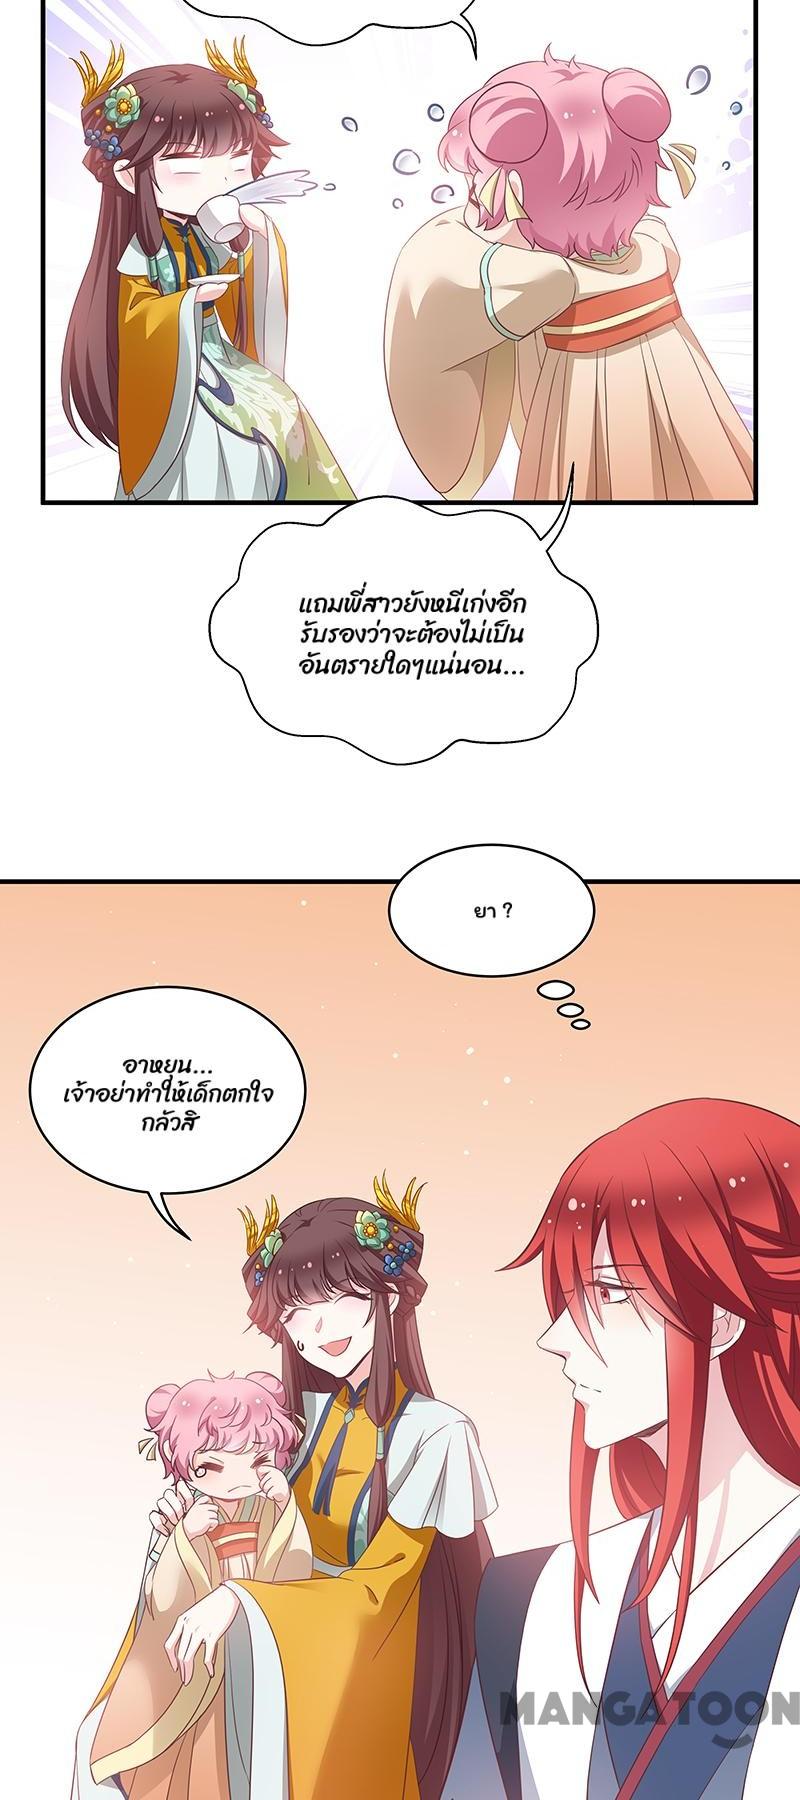 แถมพี่สาวยังหนีเก่งอีก
รับรองว่าจะต้องไม่เป็น
อันตรายใดๆแน่นอน...
ยา ?
อาหยุน...
เจ้าอย่าทำให้เด็กตกใจ
กลัวสิ
MANGATOON